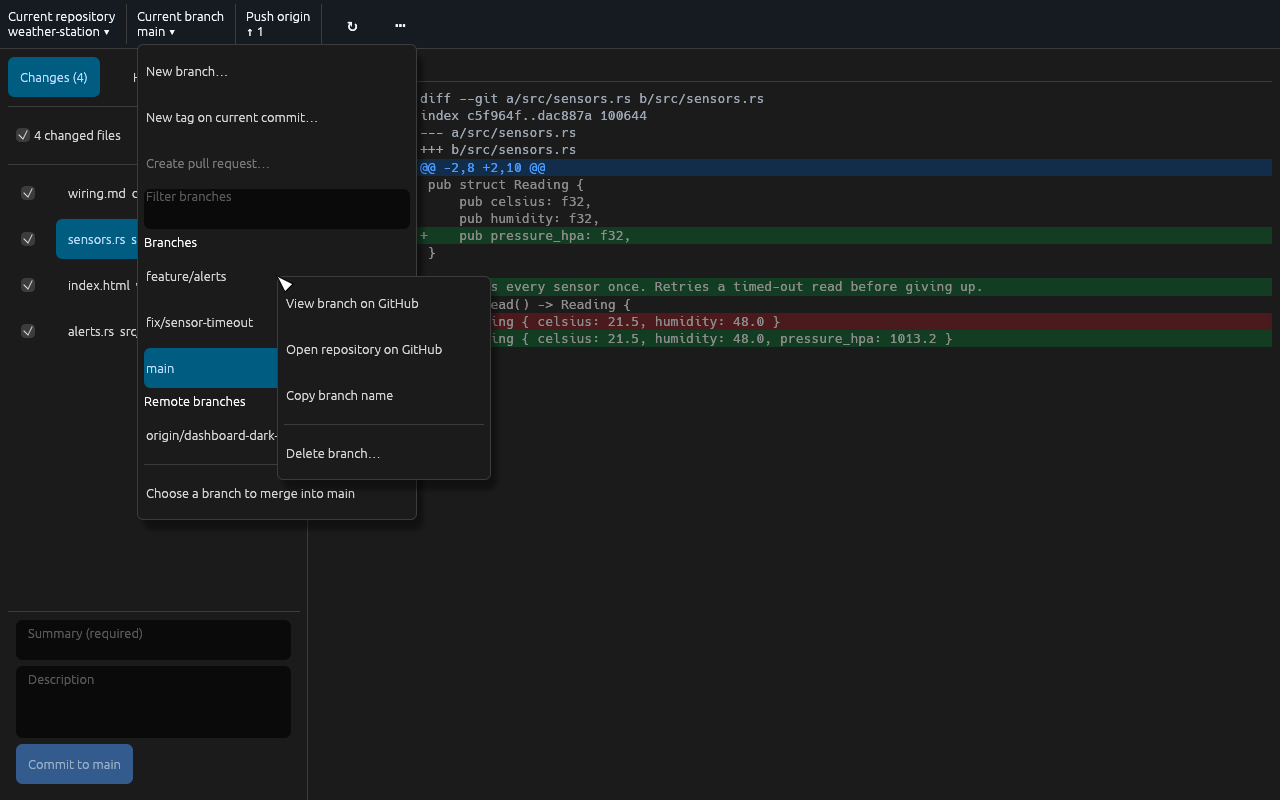 Current repository
weather-station ▾
Current branch
main ▾
Push origin
↑ 1
↻
···
Changes (4)
4 changed files
wiring.md
sensors.rs
index.html
alerts.rs src
New branch…
New tag on current commit…
Create pull request…
Filter branches
Branches
feature/alerts
fix/sensor-timeout
main
Remote branches
origin/dashboard-dark-
Choose a branch to merge into main
View branch on GitHub
Open repository on GitHub
Copy branch name
Delete branch…
diff --git a/src/sensors.rs b/src/sensors.rs
index c5f964f..dac887a 100644
--- a/src/sensors.rs
+++ b/src/sensors.rs
@@ -2,8 +2,10 @@
pub struct Reading {
pub celsius: f32,
pub humidity: f32,
+ pub pressure_hpa: f32,
}
s every sensor once. Retries a timed-out read before giving up.
ead() -> Reading {
ing { celsius: 21.5, humidity: 48.0 }
ing { celsius: 21.5, humidity: 48.0, pressure_hpa: 1013.2 }
Summary (required)
Description
Commit to main